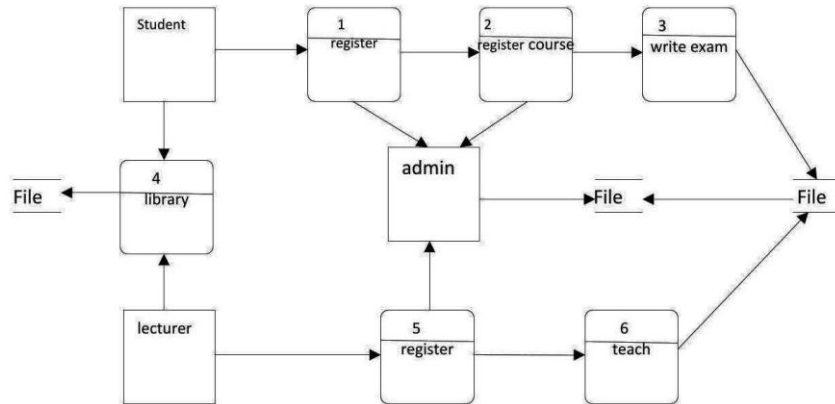 Student
1
register
2
register course
3
write exam
File
4
library
admin
File
File
lecturer
5
register
6
teach